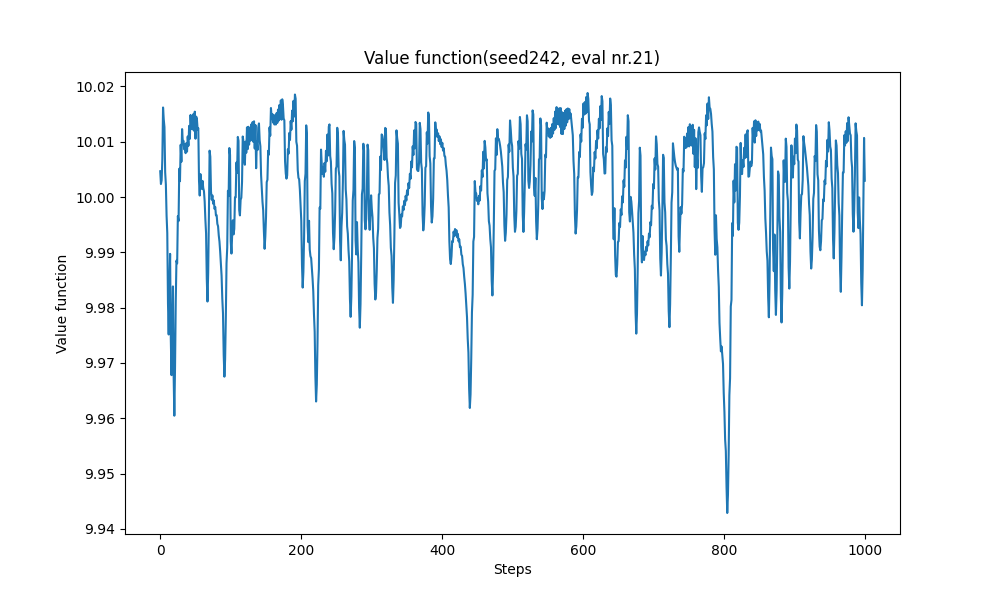 Value function(seed242, eval nr.21)
Value function
10.02
10.01
10.00
9.99
9.98
9.97
9.96
9.95
9.94
0 200 400 600 800 1000
Steps